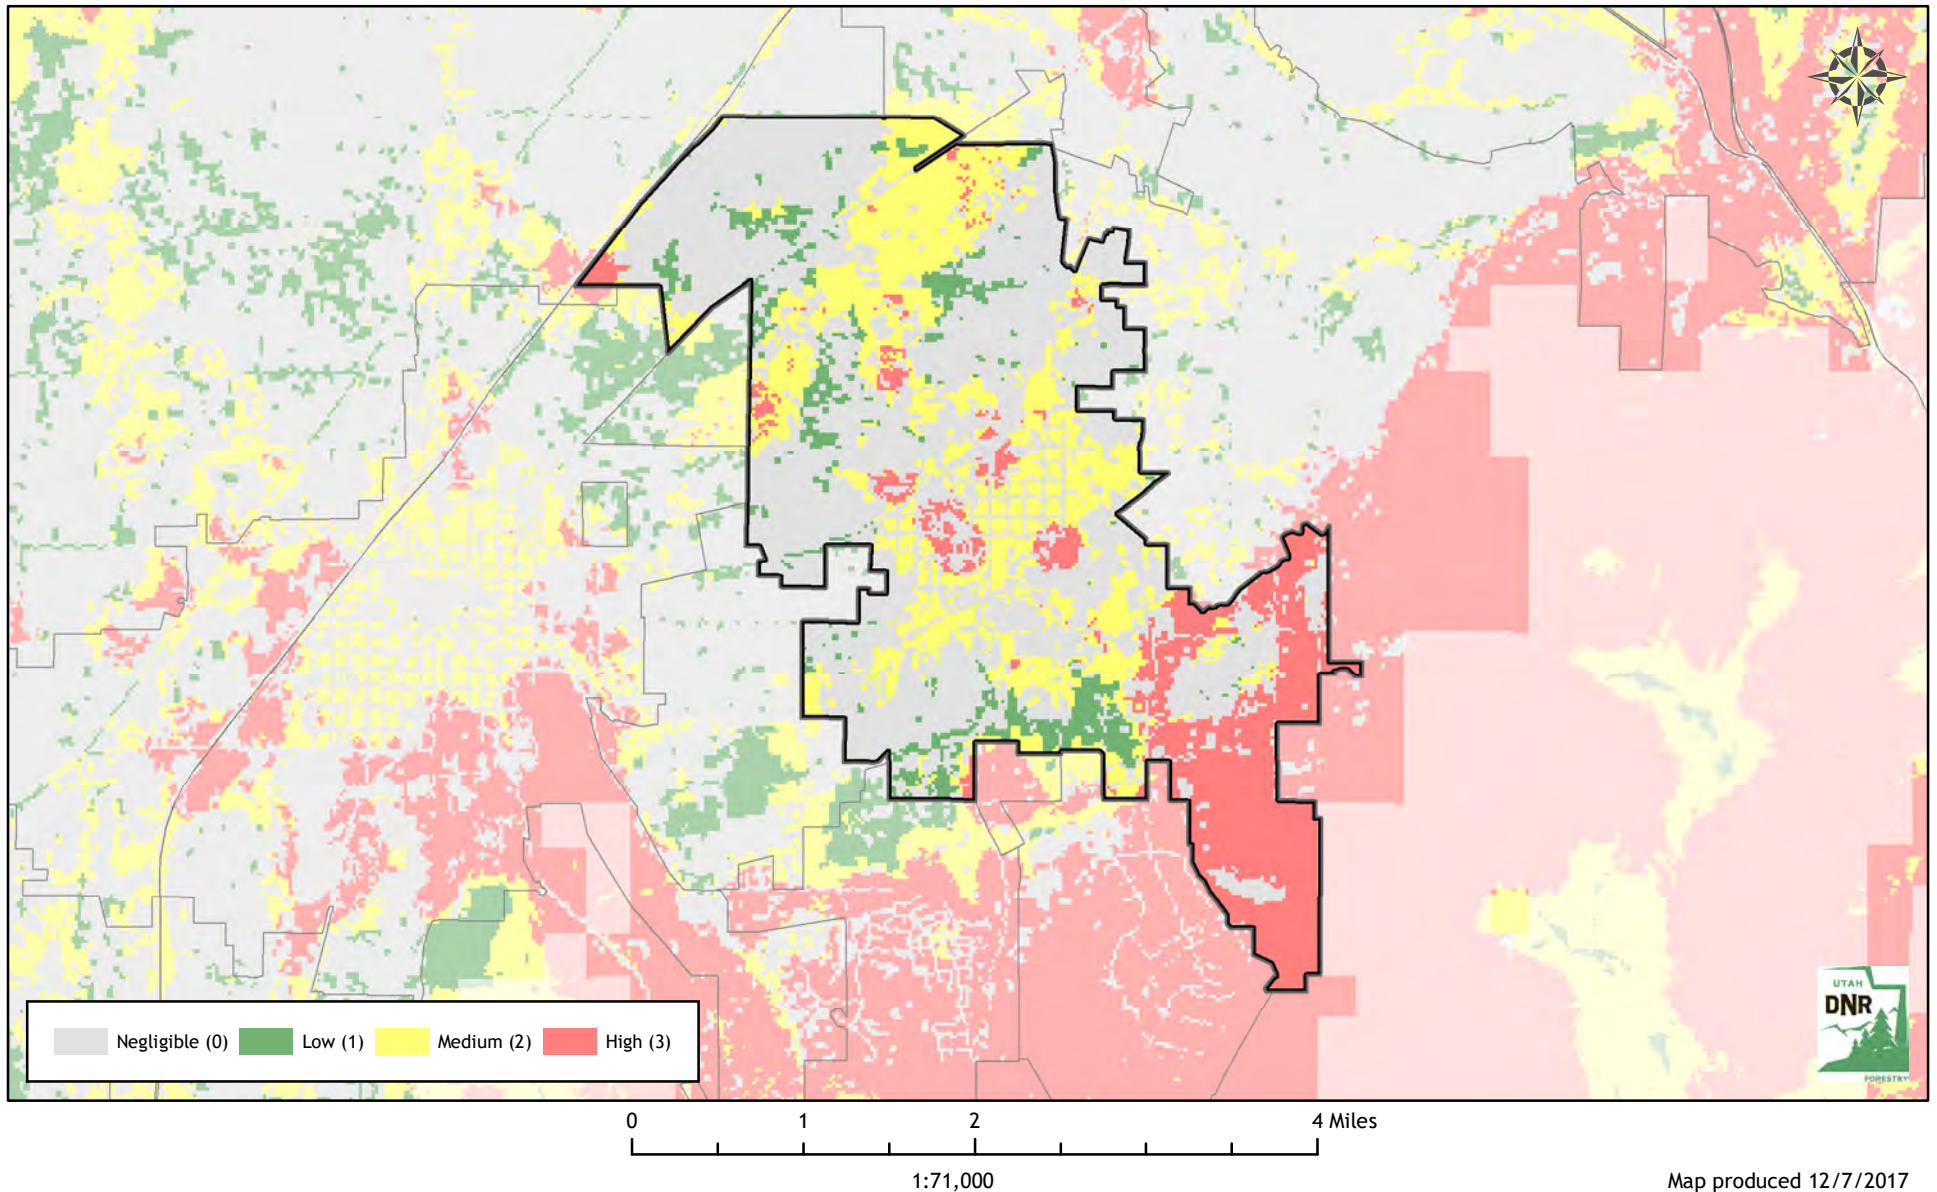 UTAH
DNR
FORESTRY
Negligible (0) Low (1) Medium (2) High (3)
0 1 2 4 Miles
1:71,000
Map produced 12/7/2017